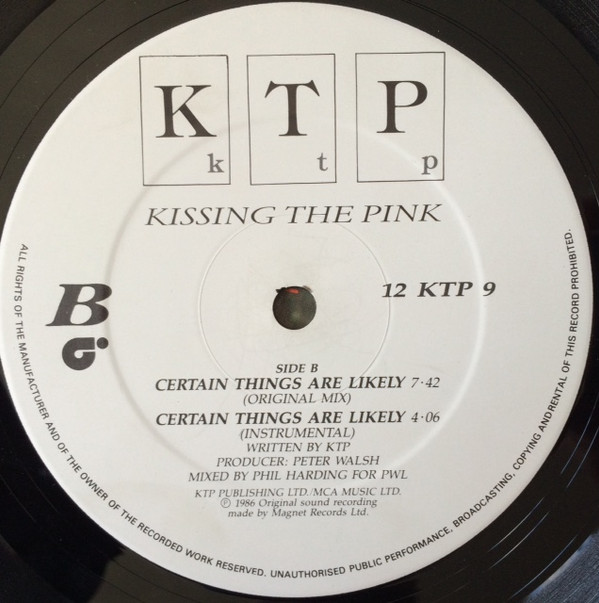 K T P
k t p
KISSING THE PINK
B
12 KTP 9
SIDE B
CERTAIN THINGS ARE LIKELY 7·42
(ORIGINAL MIX)
CERTAIN THINGS ARE LIKELY 4·06
(INSTRUMENTAL)
WRITTEN BY KTP
PRODUCER: PETER WALSH
MIXED BY PHIL HARDING FOR PWL
KTP PUBLISHING LTD./MCA MUSIC LTD.
℗ 1986 Original sound recording
made by Magnet Records Ltd.
ALL RIGHTS OF THE MANUFACTURER AND OF THE OWNER OF THE RECORDED WORK RESERVED. UNAUTHORISED PUBLIC PERFORMANCE, BROADCASTING, COPYING ANDRENTAL OF THIS RECORD PROHIBITED.